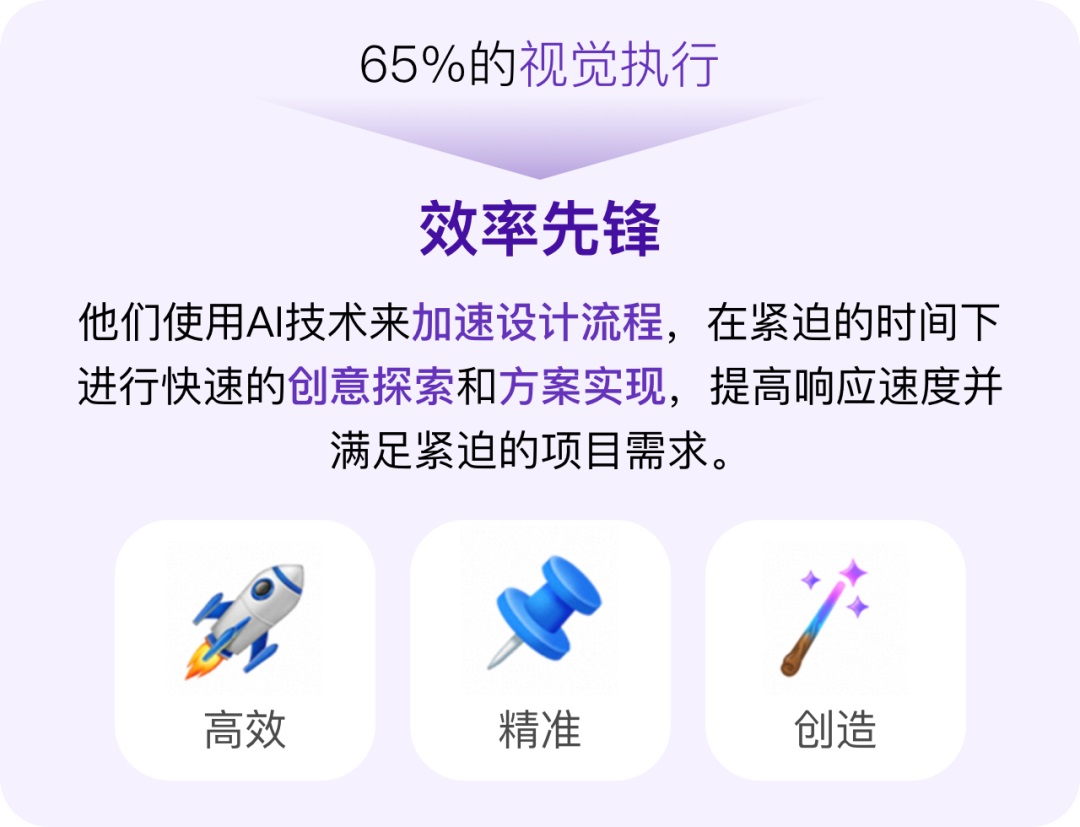 65%的视觉执行
效率先锋
他们使用AI技术来加速设计流程，在紧迫的时间下
进行快速的创意探索和方案实现，提高响应速度并
满足紧迫的项目需求。
高效
精准
创造